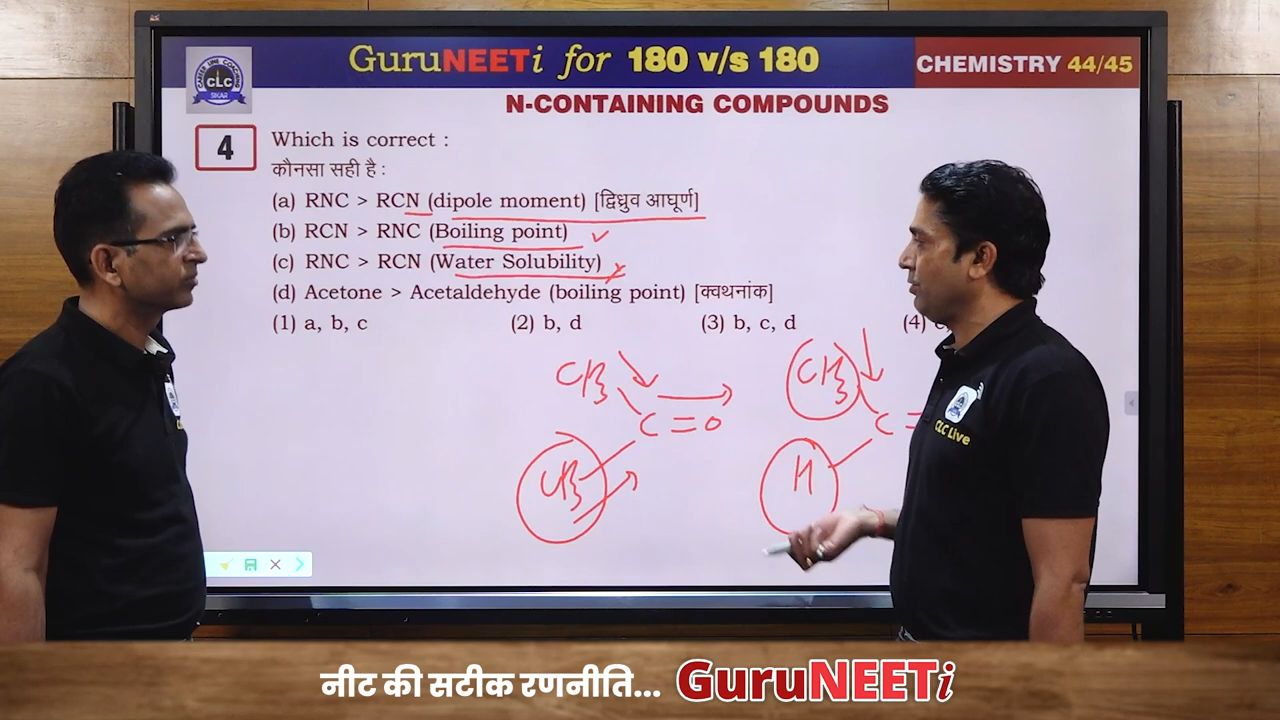 GuruNEETi for 180 v/s 180
CHEMISTRY 44/45
CLC
SIKAR
N-CONTAINING COMPOUNDS
4
Which is correct :
कौनसा सही है :
(a) RNC > RCN (dipole moment) [द्विध्रुव आघूर्ण]
(b) RCN > RNC (Boiling point) ✓
(c) RNC > RCN (Water Solubility) ✗
(d) Acetone > Acetaldehyde (boiling point) [क्वथनांक]
(1) a, b, c (2) b, d (3) b, c, d (4)
CH3 CH3
C = O C =
CH3 H
CLC Live
नीट की सटीक रणनीति... GuruNEETi